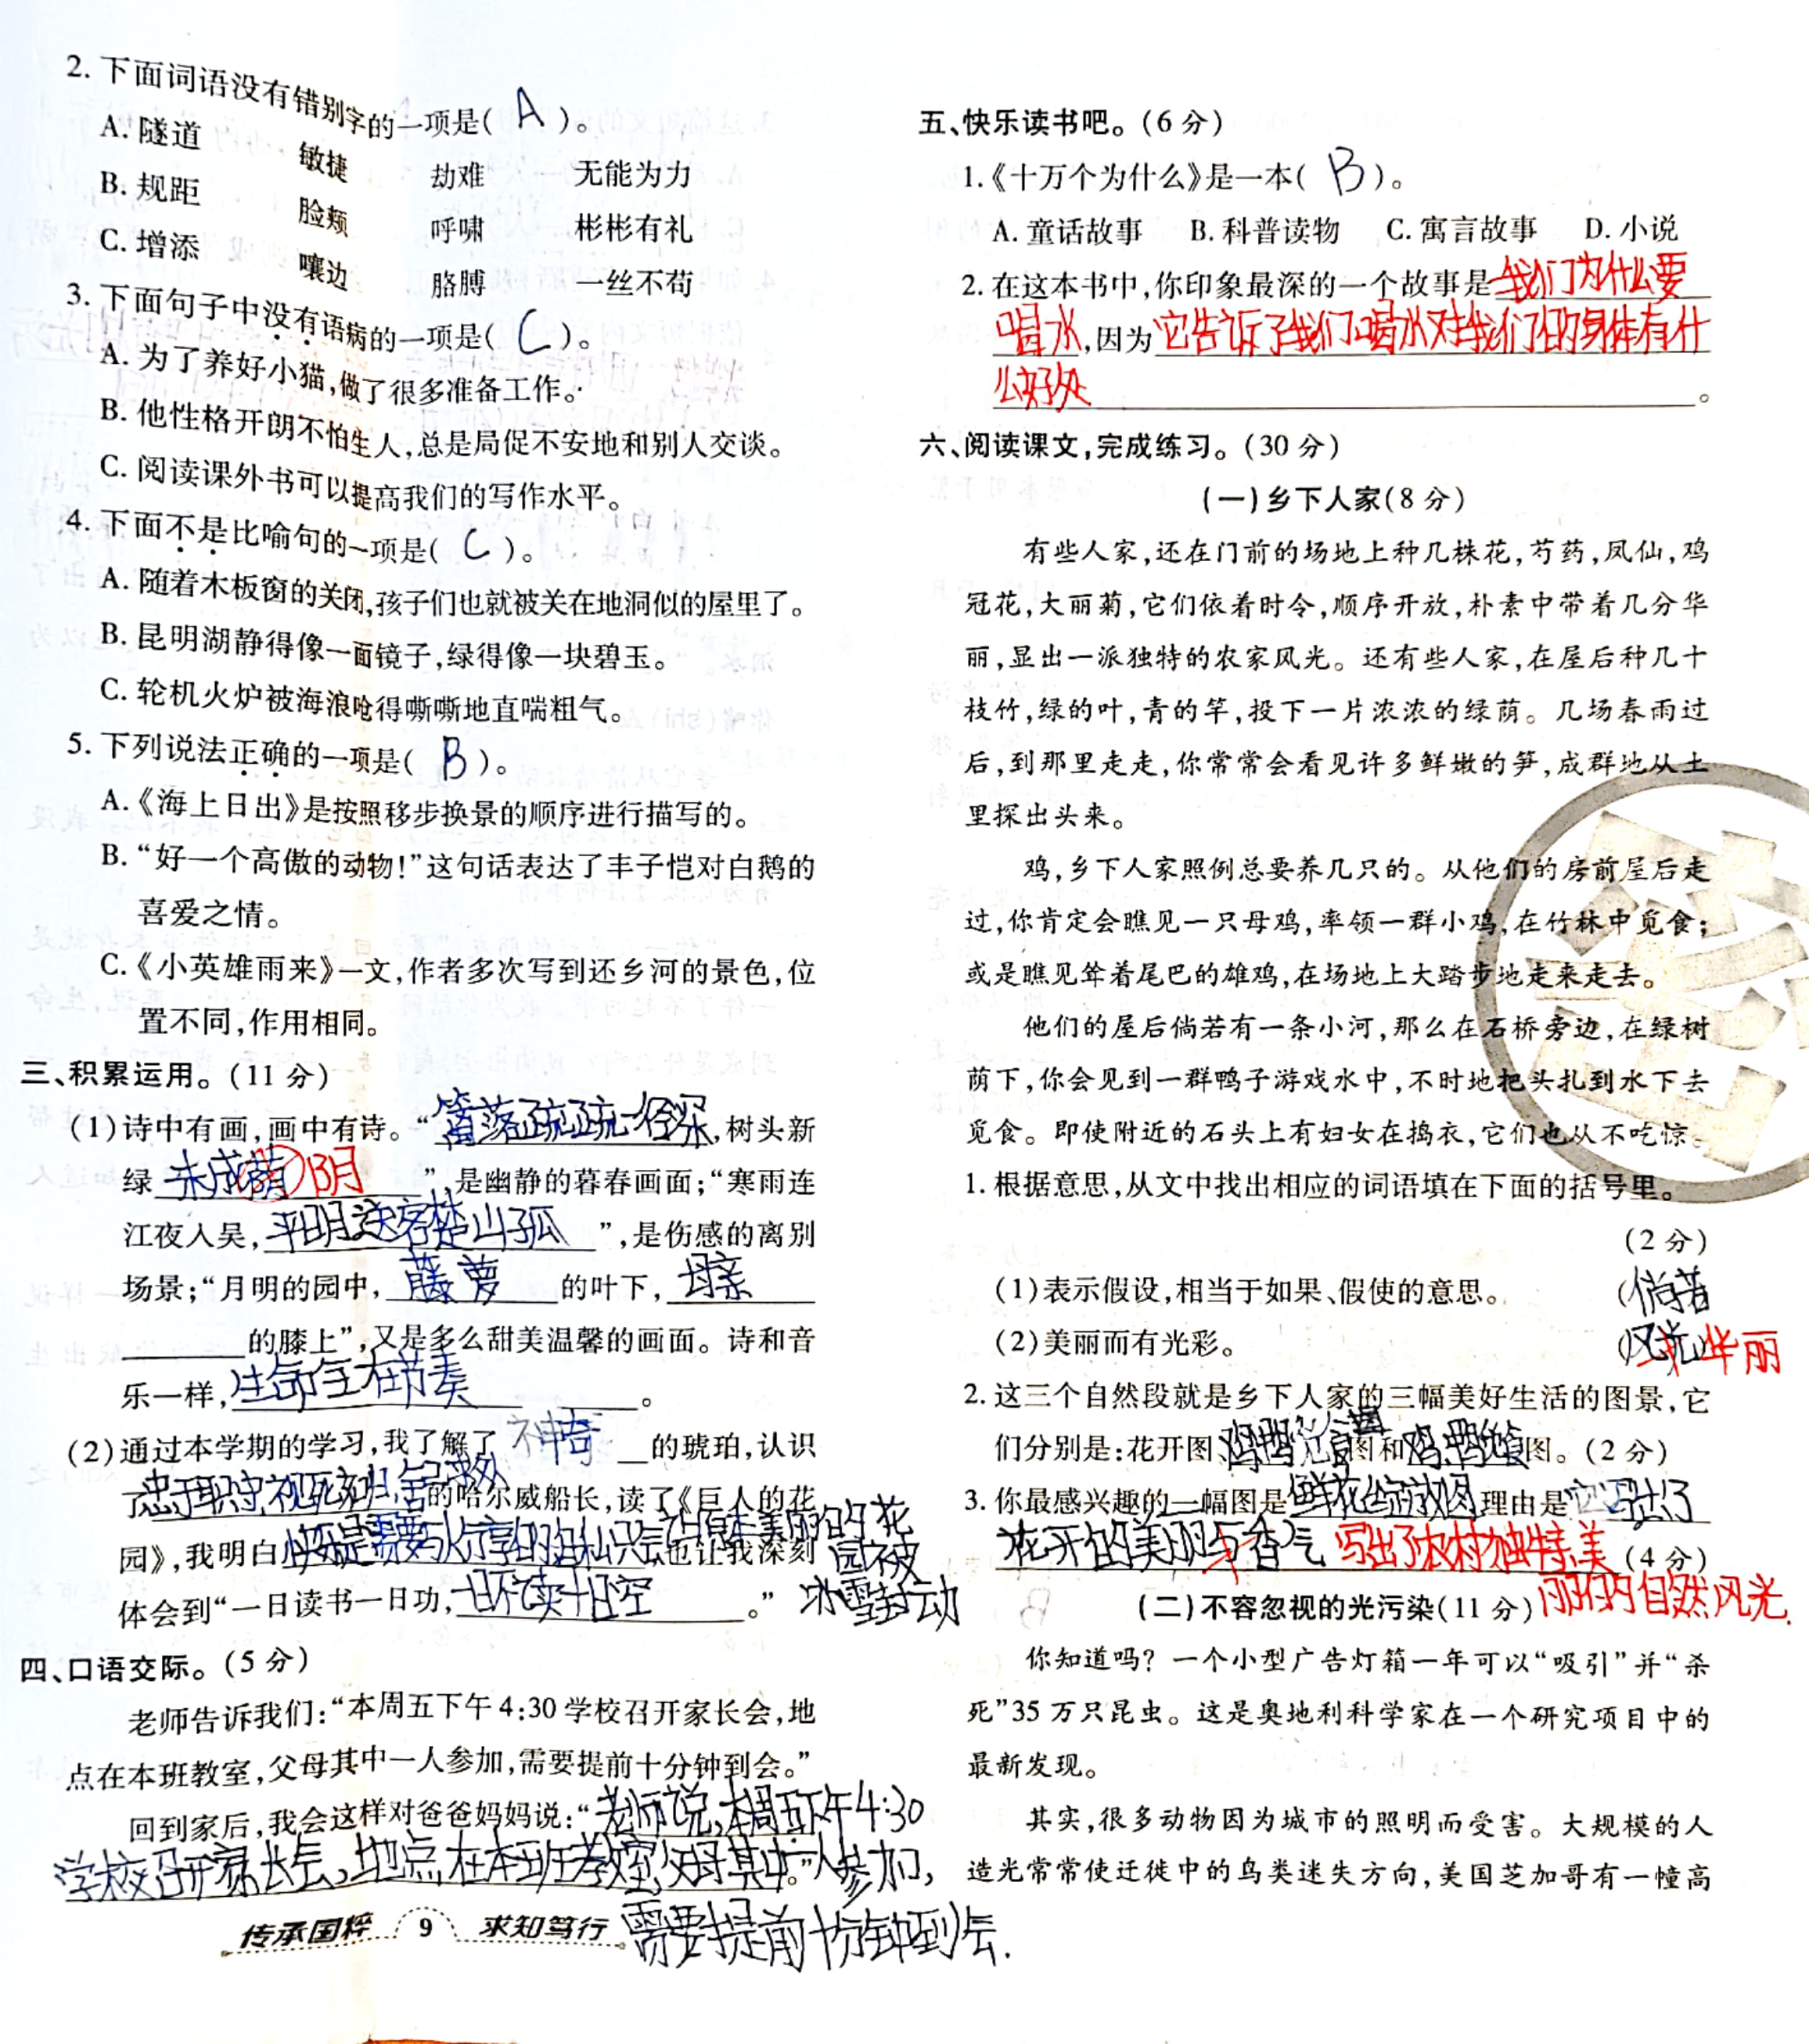 2. 下面词语没有错别字的一项是( A )。
A. 隧道 敏捷 劫难 无能为力
B. 规距 脸颊 呼啸 彬彬有礼
C. 增添 嚷边 胳膊 一丝不苟
3. 下面句子中没有语病的一项是( C )。
A. 为了养好小猫,做了很多准备工作。
B. 他性格开朗不怕生人,总是局促不安地和别人交谈。
C. 阅读课外书可以提高我们的写作水平。
4. 下面不是比喻句的一项是( C )。
A. 随着木板窗的关闭,孩子们也就被关在地洞似的屋里了。
B. 昆明湖静得像一面镜子,绿得像一块碧玉。
C. 轮机火炉被海浪呛得嘶嘶地直喘粗气。
5. 下列说法正确的一项是( B )。
A.《海上日出》是按照移步换景的顺序进行描写的。
B. “好一个高傲的动物!”这句话表达了丰子恺对白鹅的
喜爱之情。
C.《小英雄雨来》一文,作者多次写到还乡河的景色,位
置不同,作用相同。
三、积累运用。(11 分)
(1)诗中有画,画中有诗。“篱落疏疏一径深,树头新
绿未成荫阴”,是幽静的暮春画面;“寒雨连
江夜入吴,平明送客楚山孤”,是伤感的离别
场景;“月明的园中,藤萝的叶下,母亲
的膝上”,又是多么甜美温馨的画面。诗和音
乐一样,生命全在节奏。
(2)通过本学期的学习,我了解了神奇的琥珀,认识
了忠于职守,视死如归,舍己救人的哈尔威船长,读了《巨人的花
园》,我明白快乐是需要与人分享的,自私只会让原本美丽的花园被冰雪封动也让我深刻
体会到“一日读书一日功,一日不读十日空。”
四、口语交际。(5 分)
老师告诉我们:“本周五下午 4:30 学校召开家长会,地
点在本班教室,父母其中一人参加,需要提前十分钟到会。”
回到家后,我会这样对爸爸妈妈说:“老师说,本周五下午4:30
学校召开家长会,地点在本班教室,父母其中一人参加,
需要提前十分钟到会.
。”
传承国粹 9 求知笃行
五、快乐读书吧。(6 分)
1.《十万个为什么》是一本( B )。
A. 童话故事 B. 科普读物 C. 寓言故事 D. 小说
2. 在这本书中,你印象最深的一个故事是我们为什么要
喝水,因为它告诉了我们喝水对我们的身体有什
么好处。
六、阅读课文,完成练习。(30 分)
(一)乡下人家(8 分)
有些人家,还在门前的场地上种几株花,芍药,凤仙,鸡
冠花,大丽菊,它们依着时令,顺序开放,朴素中带着几分华
丽,显出一派独特的农家风光。还有些人家,在屋后种几十
枝竹,绿的叶,青的竿,投下一片浓浓的绿荫。几场春雨过
后,到那里走走,你常常会看见许多鲜嫩的笋,成群地从土
里探出头来。
鸡,乡下人家照例总要养几只的。从他们的房前屋后走
过,你肯定会瞧见一只母鸡,率领一群小鸡,在竹林中觅食;
或是瞧见耸着尾巴的雄鸡,在场地上大踏步地走来走去。
他们的屋后倘若有一条小河,那么在石桥旁边,在绿树
荫下,你会见到一群鸭子游戏水中,不时地把头扎到水下去
觅食。即使附近的石头上有妇女在捣衣,它们也从不吃惊。
1. 根据意思,从文中找出相应的词语填在下面的括号里。
(2 分)
(1)表示假设,相当于如果、假使的意思。 (倘若
(2)美丽而有光彩。 (风光)华丽
2. 这三个自然段就是乡下人家的三幅美好生活的图景,它
们分别是:花开图、鸡鸭觅食图和鸡鸭觅食图。(2 分)
3. 你最感兴趣的一幅图是鲜花绽放图理由是它写出了
花开的美丽与香气 写出了农村独特,美(4 分)
丽的自然风光.
(二)不容忽视的光污染(11 分)
你知道吗? 一个小型广告灯箱一年可以“吸引”并“杀
死”35 万只昆虫。这是奥地利科学家在一个研究项目中的
最新发现。
其实,很多动物因为城市的照明而受害。大规模的人
造光常常使迁徙中的鸟类迷失方向,美国芝加哥有一幢高